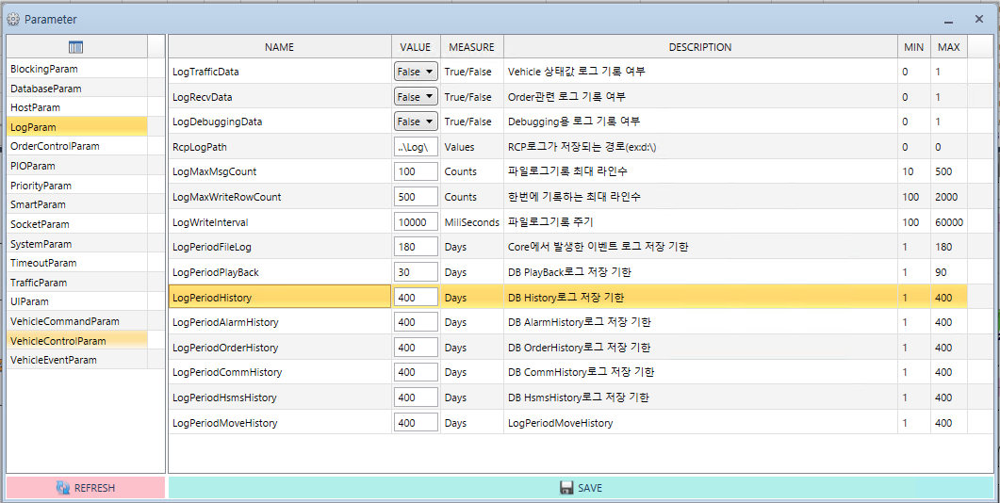 Parameter
NAME VALUE MEASURE DESCRIPTION MIN MAX
BlockingParam
DatabaseParam
HostParam
LogParam
OrderControlParam
PIOParam
PriorityParam
SmartParam
SocketParam
SystemParam
TimeoutParam
TrafficParam
UIParam
VehicleCommandParam
VehicleControlParam
VehicleEventParam
LogTrafficData False True/False Vehicle 상태값 로그 기록 여부 0 1
LogRecvData False True/False Order관련 로그 기록 여부 0 1
LogDebuggingData False True/False Debugging용 로그 기록 여부 0 1
RcpLogPath ..\Log\ Values RCP로그가 저장되는 경로(ex:d:\) 0 0
LogMaxMsgCount 100 Counts 파일로그기록 최대 라인수 10 500
LogMaxWriteRowCount 500 Counts 한번에 기록하는 최대 라인수 100 2000
LogWriteInterval 10000 MiliSeconds 파일로그기록 주기 100 60000
LogPeriodFileLog 180 Days Core에서 발생한 이벤트 로그 저장 기한 1 180
LogPeriodPlayBack 30 Days DB PlayBack로그 저장 기한 1 90
LogPeriodHistory 400 Days DB History로그 저장 기한 1 400
LogPeriodAlarmHistory 400 Days DB AlarmHistory로그 저장 기한 1 400
LogPeriodOrderHistory 400 Days DB OrderHistory로그 저장 기한 1 400
LogPeriodCommHistory 400 Days DB CommHistory로그 저장 기한 1 400
LogPeriodHsmsHistory 400 Days DB HsmsHistory로그 저장 기한 1 400
LogPeriodMoveHistory 400 Days LogPeriodMoveHistory 1 400
REFRESH SAVE